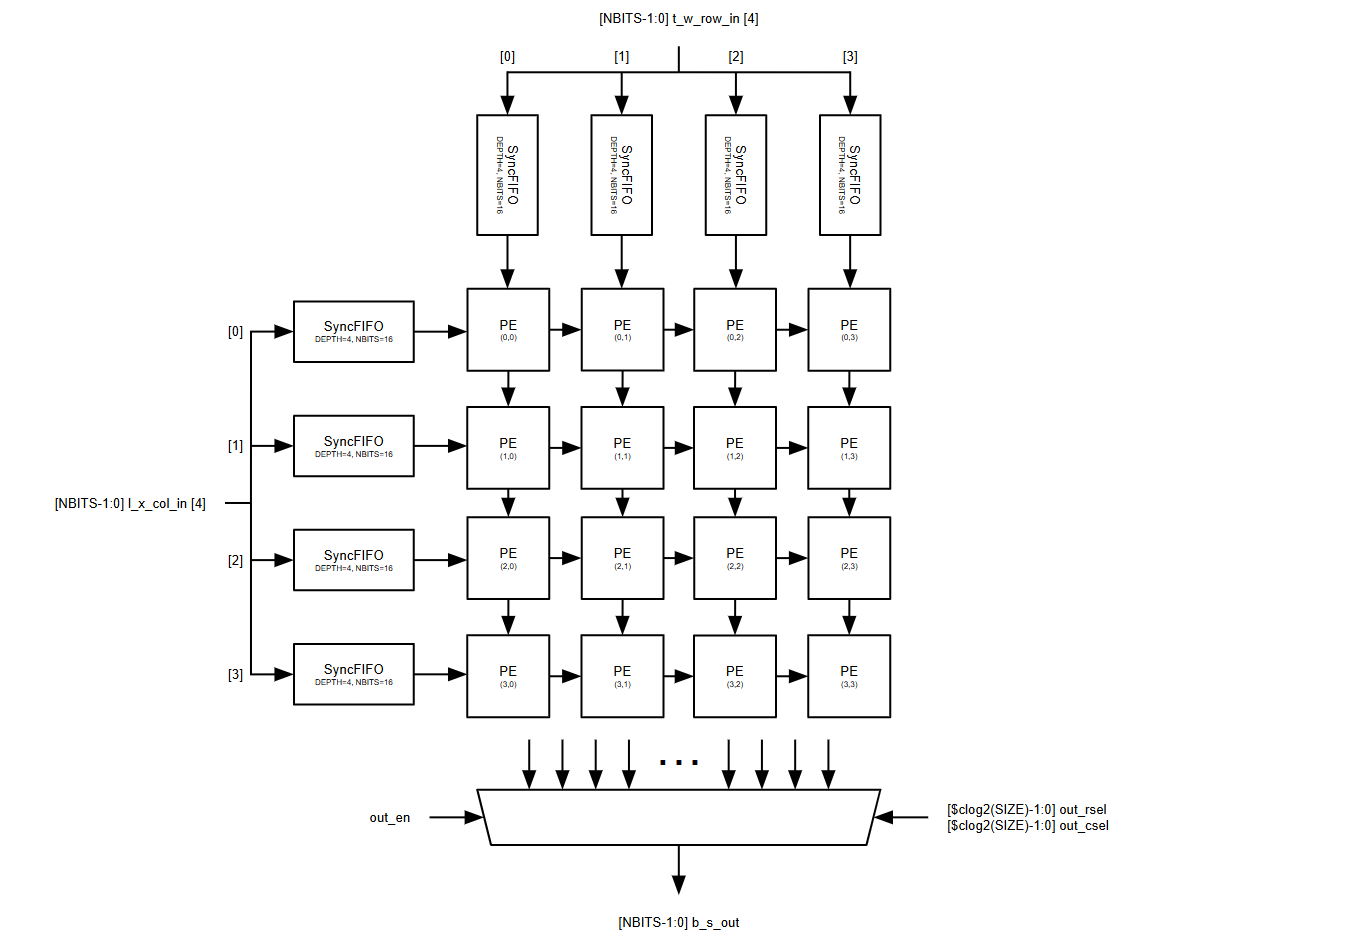 [NBITS-1:0] t_w_row_in [4]
[0]
[1]
[2]
[3]
SyncFIFO
DEPTH=4, NBITS=16
SyncFIFO
DEPTH=4, NBITS=16
SyncFIFO
DEPTH=4, NBITS=16
SyncFIFO
DEPTH=4, NBITS=16
[0]
SyncFIFO
DEPTH=4, NBITS=16
PE
(0,0)
PE
(0,1)
PE
(0,2)
PE
(0,3)
[1]
SyncFIFO
DEPTH=4, NBITS=16
PE
(1,0)
PE
(1,1)
PE
(1,2)
PE
(1,3)
[NBITS-1:0] l_x_col_in [4]
[2]
SyncFIFO
DEPTH=4, NBITS=16
PE
(2,0)
PE
(2,1)
PE
(2,2)
PE
(2,3)
[3]
SyncFIFO
DEPTH=4, NBITS=16
PE
(3,0)
PE
(3,1)
PE
(3,2)
PE
(3,3)
...
out_en
[$clog2(SIZE)-1:0] out_rsel
[$clog2(SIZE)-1:0] out_csel
[NBITS-1:0] b_s_out